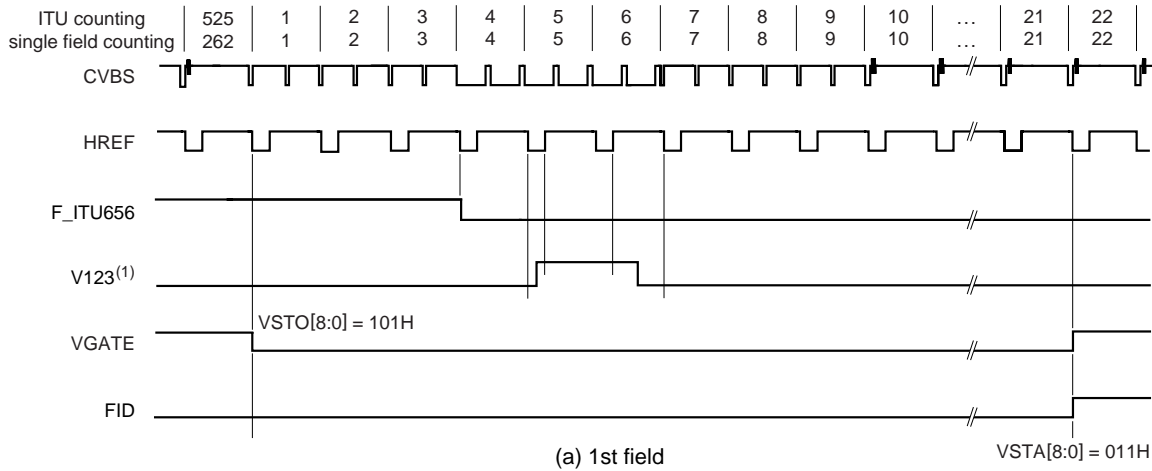 ITU counting 525 1 2 3 4 5 6 7 8 9 10 ... 21 22
single field counting 262 1 2 3 4 5 6 7 8 9 10 ... 21 22
CVBS
HREF
F_ITU656
V123(1)
VSTO[8:0] = 101H
VGATE
FID
(a) 1st field
VSTA[8:0] = 011H